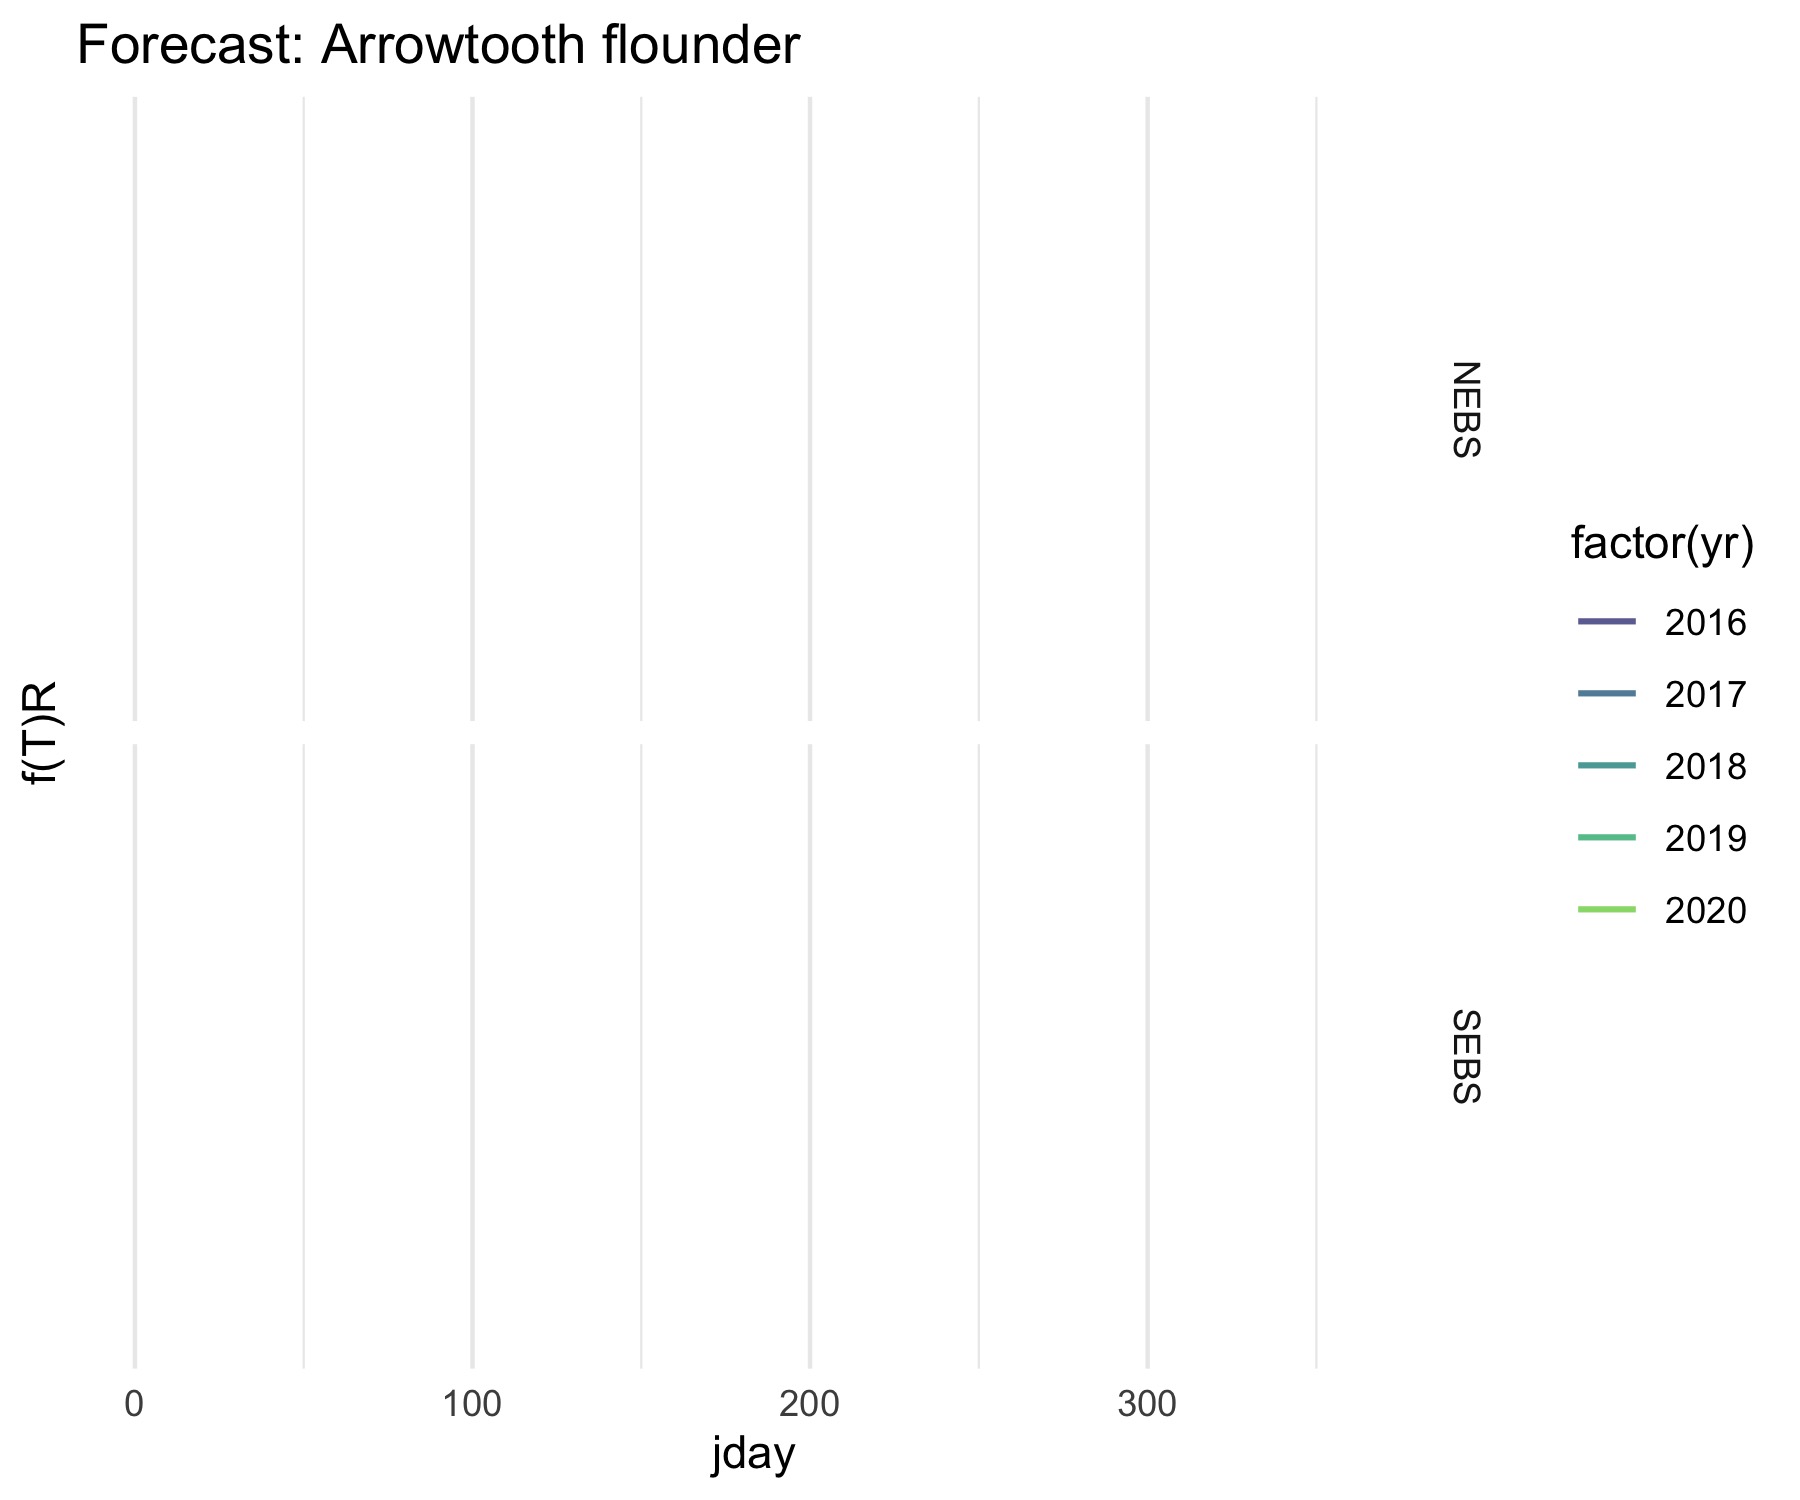 Forecast: Arrowtooth flounder
NEBS
SEBS
f(T)R
0 100 200 300
jday
factor(yr)
2016
2017
2018
2019
2020